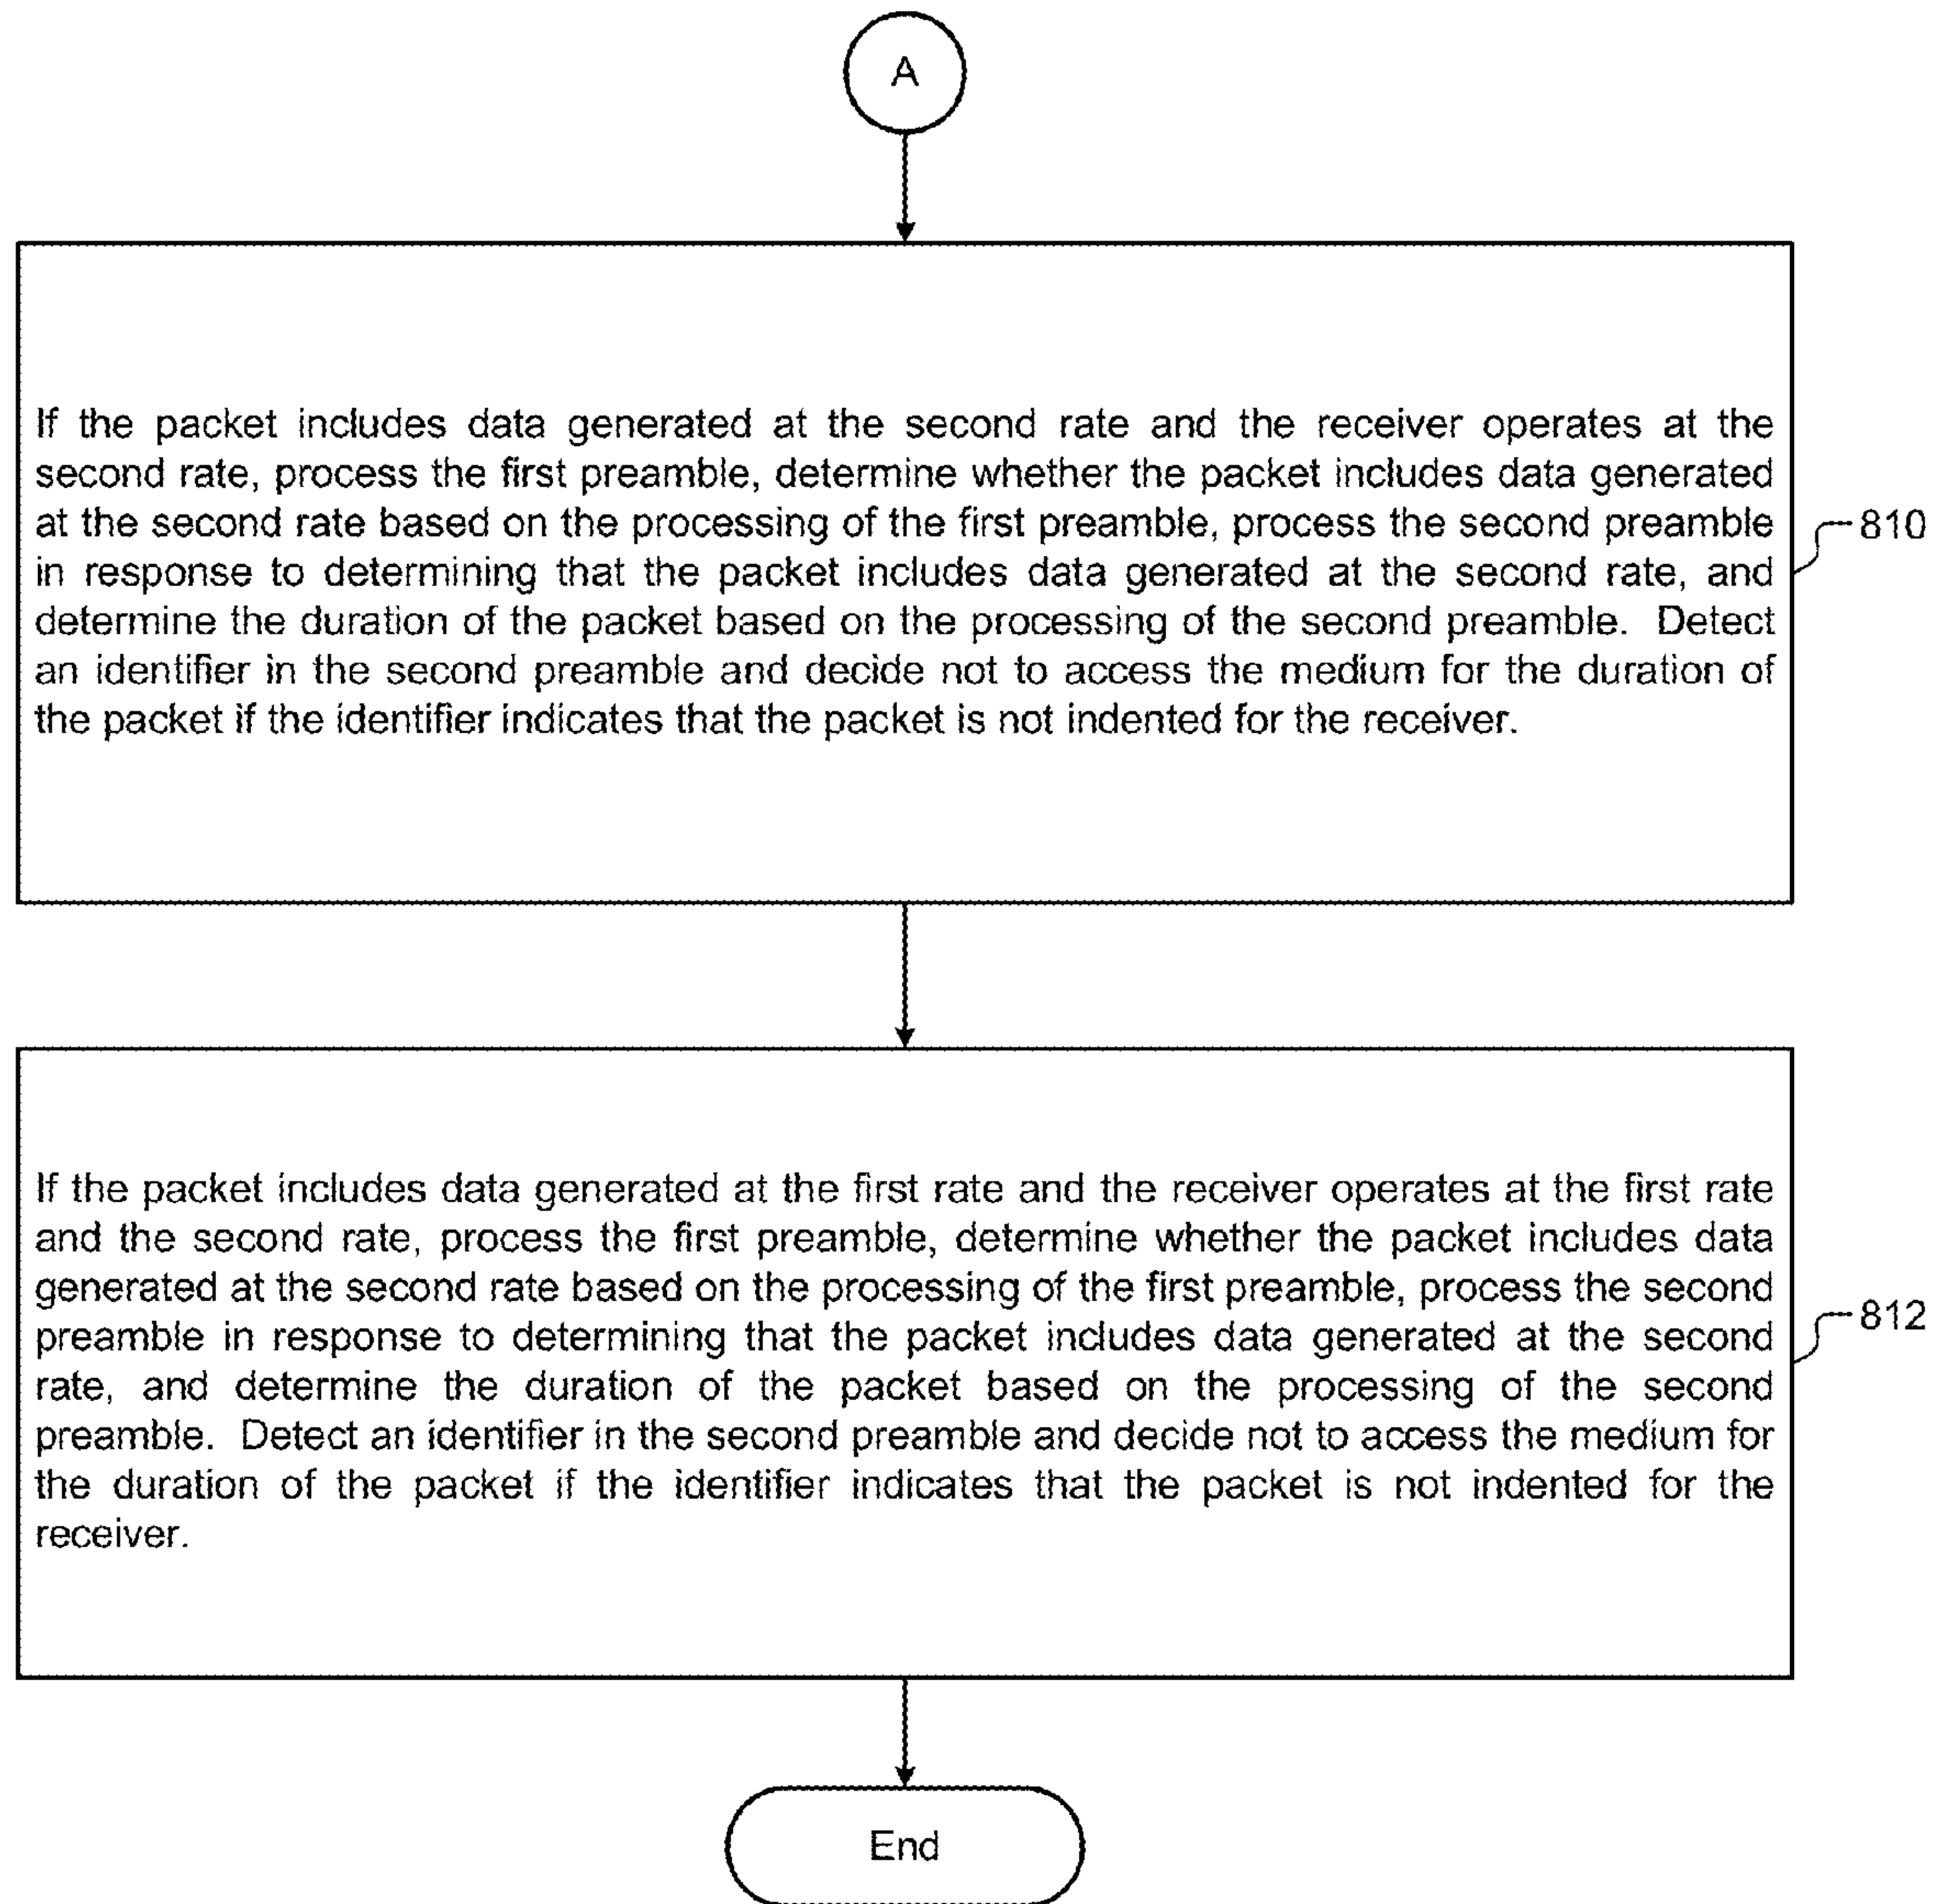 A
If the packet includes data generated at the second rate and the receiver operates at the
second rate, process the first preamble, determine whether the packet includes data generated
at the second rate based on the processing of the first preamble, process the second preamble
in response to determining that the packet includes data generated at the second rate, and
determine the duration of the packet based on the processing of the second preamble. Detect
an identifier in the second preamble and decide not to access the medium for the duration of
the packet if the identifier indicates that the packet is not indented for the receiver.
810
If the packet includes data generated at the first rate and the receiver operates at the first rate
and the second rate, process the first preamble, determine whether the packet includes data
generated at the second rate based on the processing of the first preamble, process the second
preamble in response to determining that the packet includes data generated at the second
rate, and determine the duration of the packet based on the processing of the second
preamble. Detect an identifier in the second preamble and decide not to access the medium for
the duration of the packet if the identifier indicates that the packet is not indented for the
receiver.
812
End